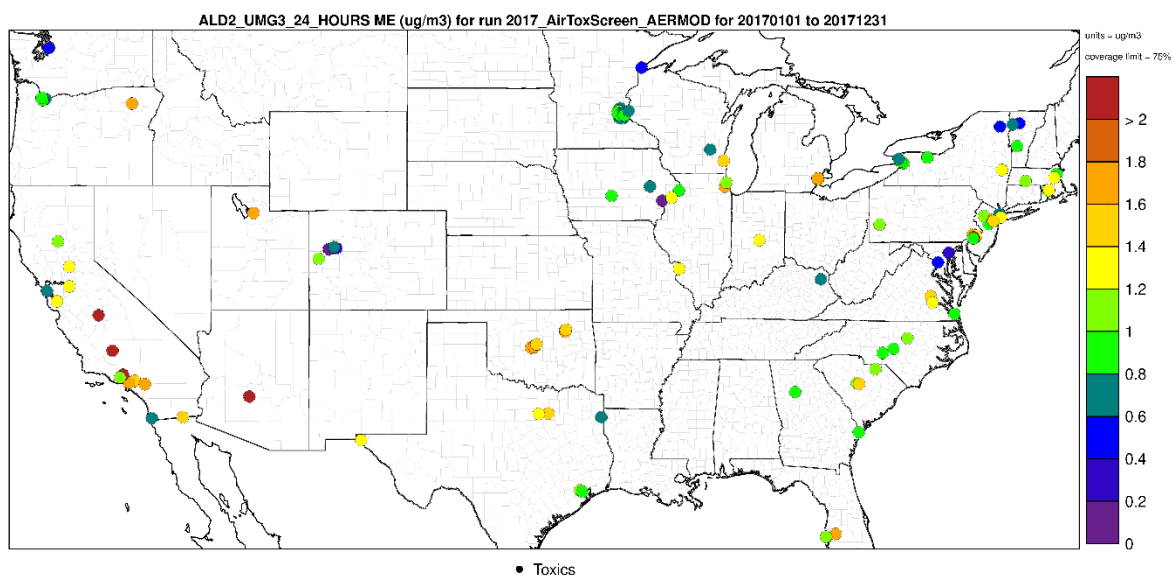 ALD2_UMG3_24_HOURS ME (ug/m3) for run 2017_AirToxScreen_AERMOD for 20170101 to 20171231
units = ug/m3
coverage limit = 75%
> 2
1.8
1.6
1.4
1.2
1
0.8
0.6
0.4
0.2
0
Toxics